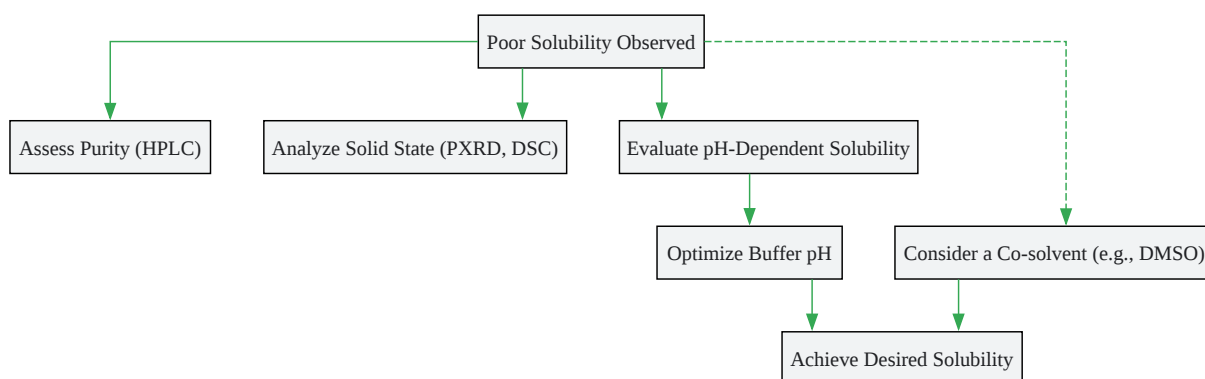 Poor Solubility Observed
Assess Purity (HPLC)
Analyze Solid State (PXRD, DSC)
Evaluate pH-Dependent Solubility
Optimize Buffer pH
Consider a Co-solvent (e.g., DMSO)
Achieve Desired Solubility